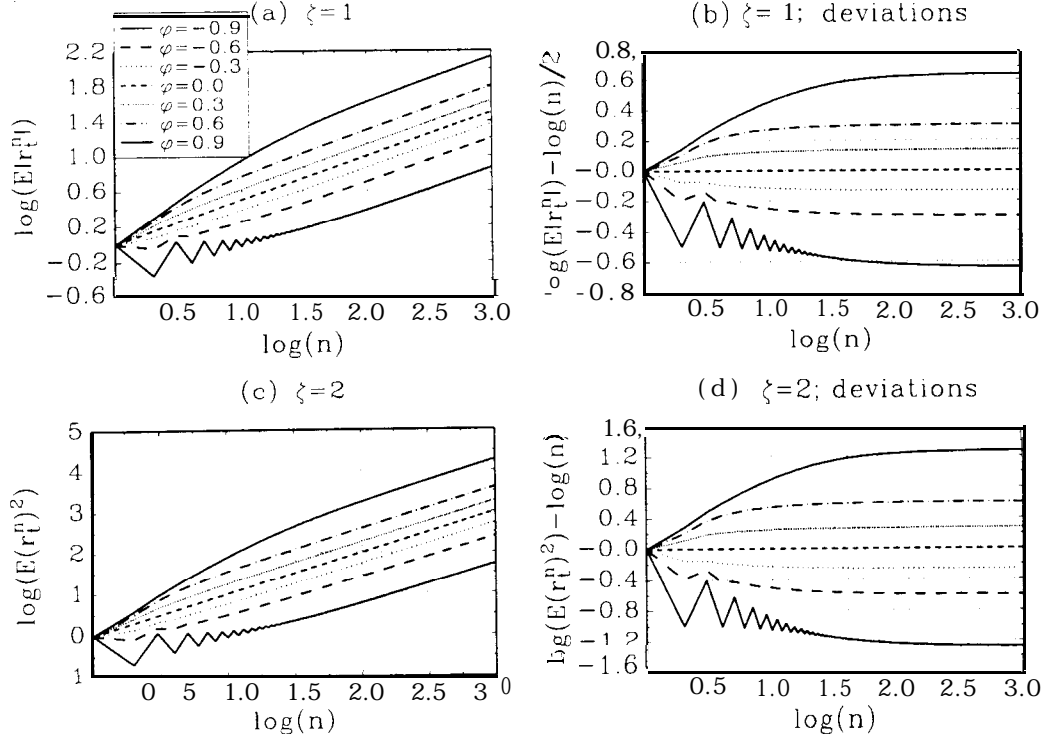 (a) ζ=1
log(E|r_t^n|)
2.2
1.8
1.4
1.0
0.6
0.2
-0.2
-0.6
φ=-0.9
φ=-0.6
φ=-0.3
φ=0.0
φ=0.3
φ=0.6
φ=0.9
0.5 1.0 1.5 2.0 2.5 3.0
log(n)
(b) ζ= 1; deviations
og(E|r_t^n|)-log(n)/2
0.8,
0.6
0.4
0.2
-0.0
-0.2
-0.4
-0.6
-0.8
0.5 1.0 1.5 2.0 2.5 3.0
log(n)
(c) ζ=2
log(E(r_t^n)^2)
5
4
3
2
1
0
1
0 5 1.0 1.5 2.0 2.5 3 0
log(n)
(d) ζ=2; deviations
log(E(r_t^n)^2)-log(n)
1.6,
1.2
0.8
0.4
-0.0
-0.4
-0.8
-1.2
-1.6
0.5 1.0 1.5 2.0 2.5 3.0
log(n)